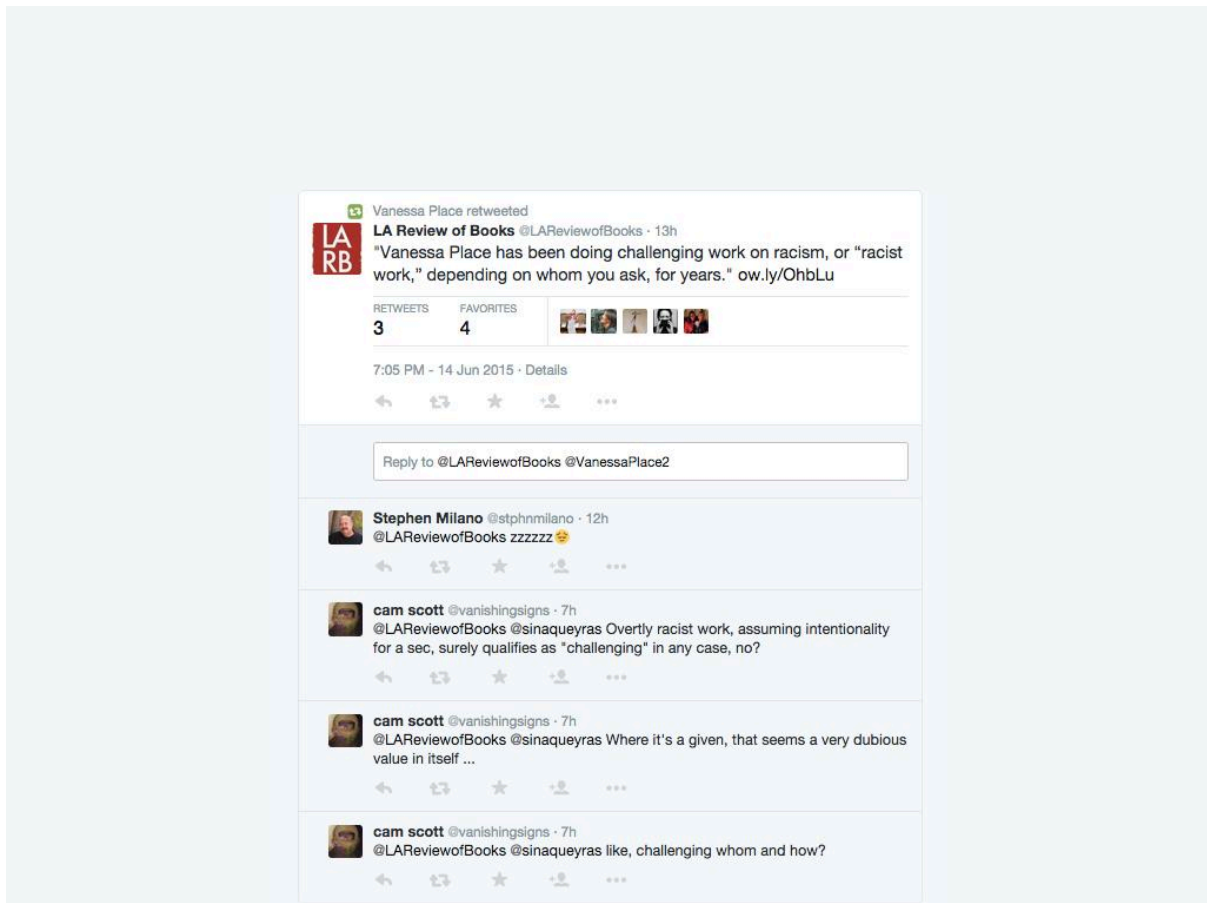 Vanessa Place retweeted
LA Review of Books @LAReviewofBooks · 13h
"Vanessa Place has been doing challenging work on racism, or “racist
work,” depending on whom you ask, for years." ow.ly/OhbLu
LA
RB
RETWEETS FAVORITES
3 4
7:05 PM - 14 Jun 2015 · Details
Reply to @LAReviewofBooks @VanessaPlace2
Stephen Milano @stphnmilano · 12h
@LAReviewofBooks zzzzzz😌
cam scott @vanishingsigns · 7h
@LAReviewofBooks @sinaqueyras Overtly racist work, assuming intentionality
for a sec, surely qualifies as "challenging" in any case, no?
cam scott @vanishingsigns · 7h
@LAReviewofBooks @sinaqueyras Where it's a given, that seems a very dubious
value in itself ...
cam scott @vanishingsigns · 7h
@LAReviewofBooks @sinaqueyras like, challenging whom and how?